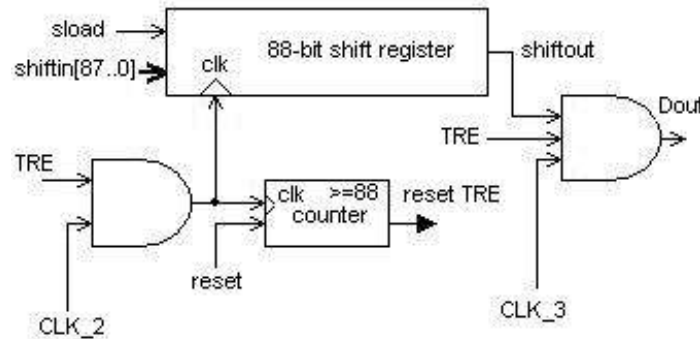 sload
88-bit shift register
shiftout
shiftin[87..0]
clk
Dout
TRE
TRE
clk >=88
reset TRE
counter
reset
CLK_3
CLK_2